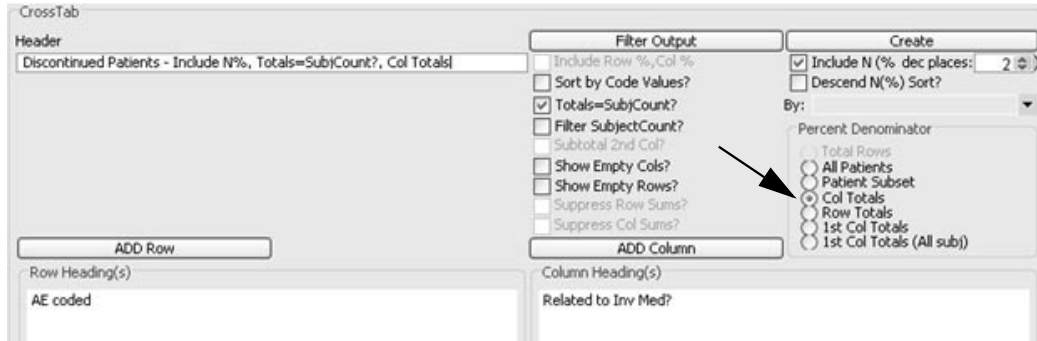 CrossTab
Header
Discontinued Patients - Include N%, Totals=SubjCount?, Col Totals
Filter Output
Include Row %,Col %
Sort by Code Values?
Totals=SubjCount?
Filter SubjectCount?
Subtotal 2nd Col?
Show Empty Cols?
Show Empty Rows?
Suppress Row Sums?
Suppress Col Sums?
Create
Include N (% dec places: 2 )
Descend N(%) Sort?
By:
Percent Denominator
Total Rows
All Patients
Patient Subset
Col Totals
Row Totals
1st Col Totals
1st Col Totals (All subj)
ADD Row
ADD Column
Row Heading(s)
AE coded
Column Heading(s)
Related to Inv Med?